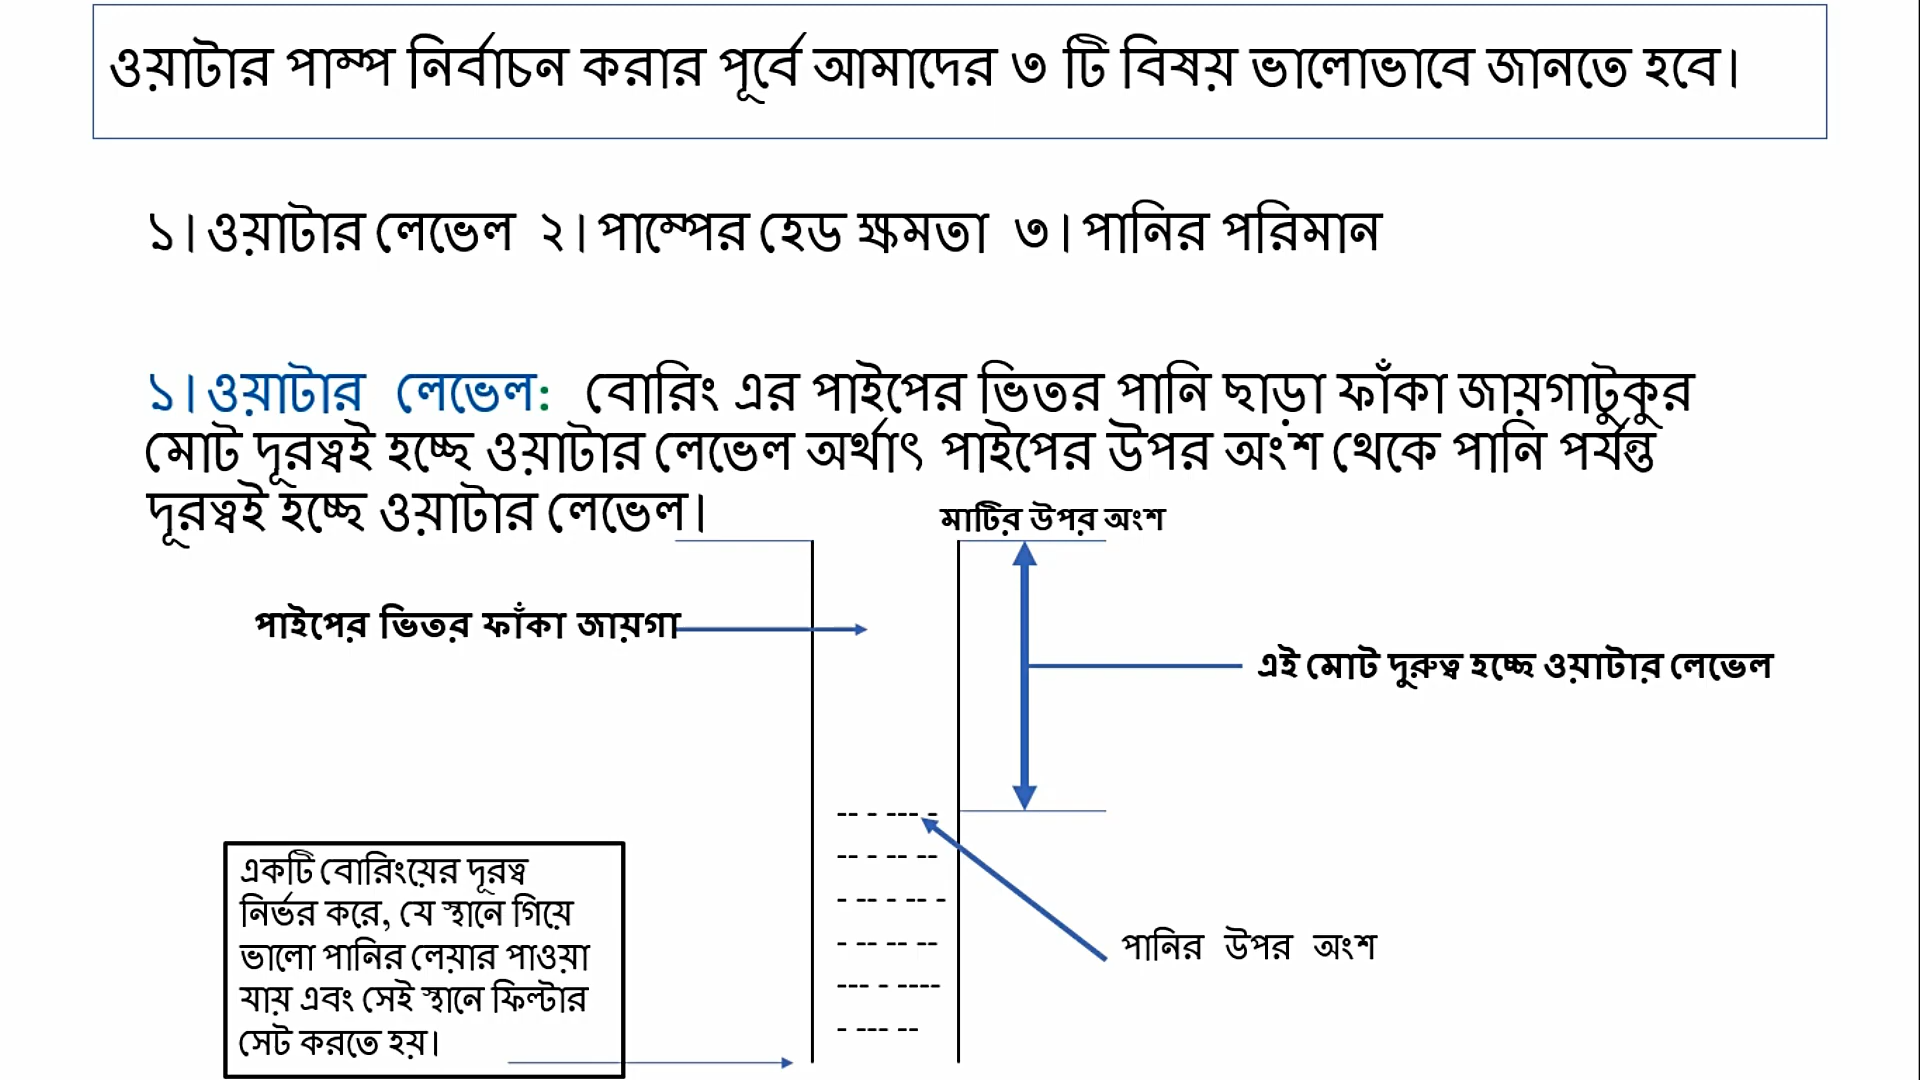 ওয়াটার পাম্প নির্বাচন করার পূর্বে আমাদের ৩ টি বিষয় ভালোভাবে জানতে হবে।
১। ওয়াটার লেভেল ২। পাম্পের হেড ক্ষমতা ৩। পানির পরিমান
১। ওয়াটার লেভেল: বোরিং এর পাইপের ভিতর পানি ছাড়া ফাঁকা জায়গাটুকুর
মোট দূরত্বই হচ্ছে ওয়াটার লেভেল অর্থাৎ পাইপের উপর অংশ থেকে পানি পর্যন্ত
দূরত্বই হচ্ছে ওয়াটার লেভেল।
মাটির উপর অংশ
পাইপের ভিতর ফাঁকা জায়গা
এই মোট দুরুত্ব হচ্ছে ওয়াটার লেভেল
একটি বোরিংয়ের দূরত্ব
নির্ভর করে, যে স্থানে গিয়ে
ভালো পানির লেয়ার পাওয়া
যায় এবং সেই স্থানে ফিল্টার
সেট করতে হয়।
পানির উপর অংশ